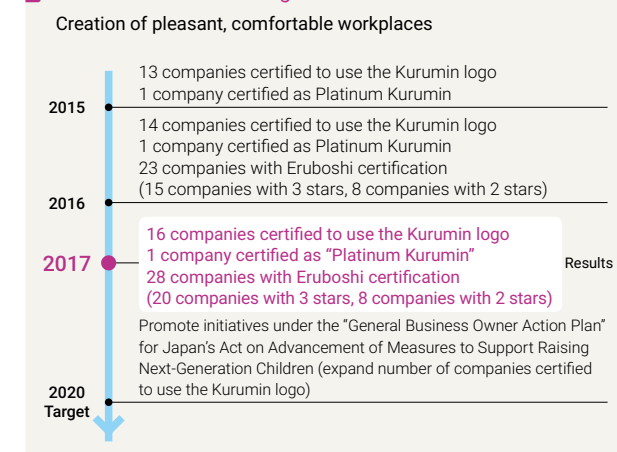 Creation of pleasant, comfortable workplaces
13 companies certified to use the Kurumin logo
1 company certified as Platinum Kurumin
2015
14 companies certified to use the Kurumin logo
1 company certified as Platinum Kurumin
23 companies with Eruboshi certification
(15 companies with 3 stars, 8 companies with 2 stars)
2016
16 companies certified to use the Kurumin logo
1 company certified as “Platinum Kurumin”
2017
28 companies with Eruboshi certification
(20 companies with 3 stars, 8 companies with 2 stars)
Results
Promote initiatives under the “General Business Owner Action Plan”
for Japan’s Act on Advancement of Measures to Support Raising
Next-Generation Children (expand number of companies certified
to use the Kurumin logo)
2020
Target